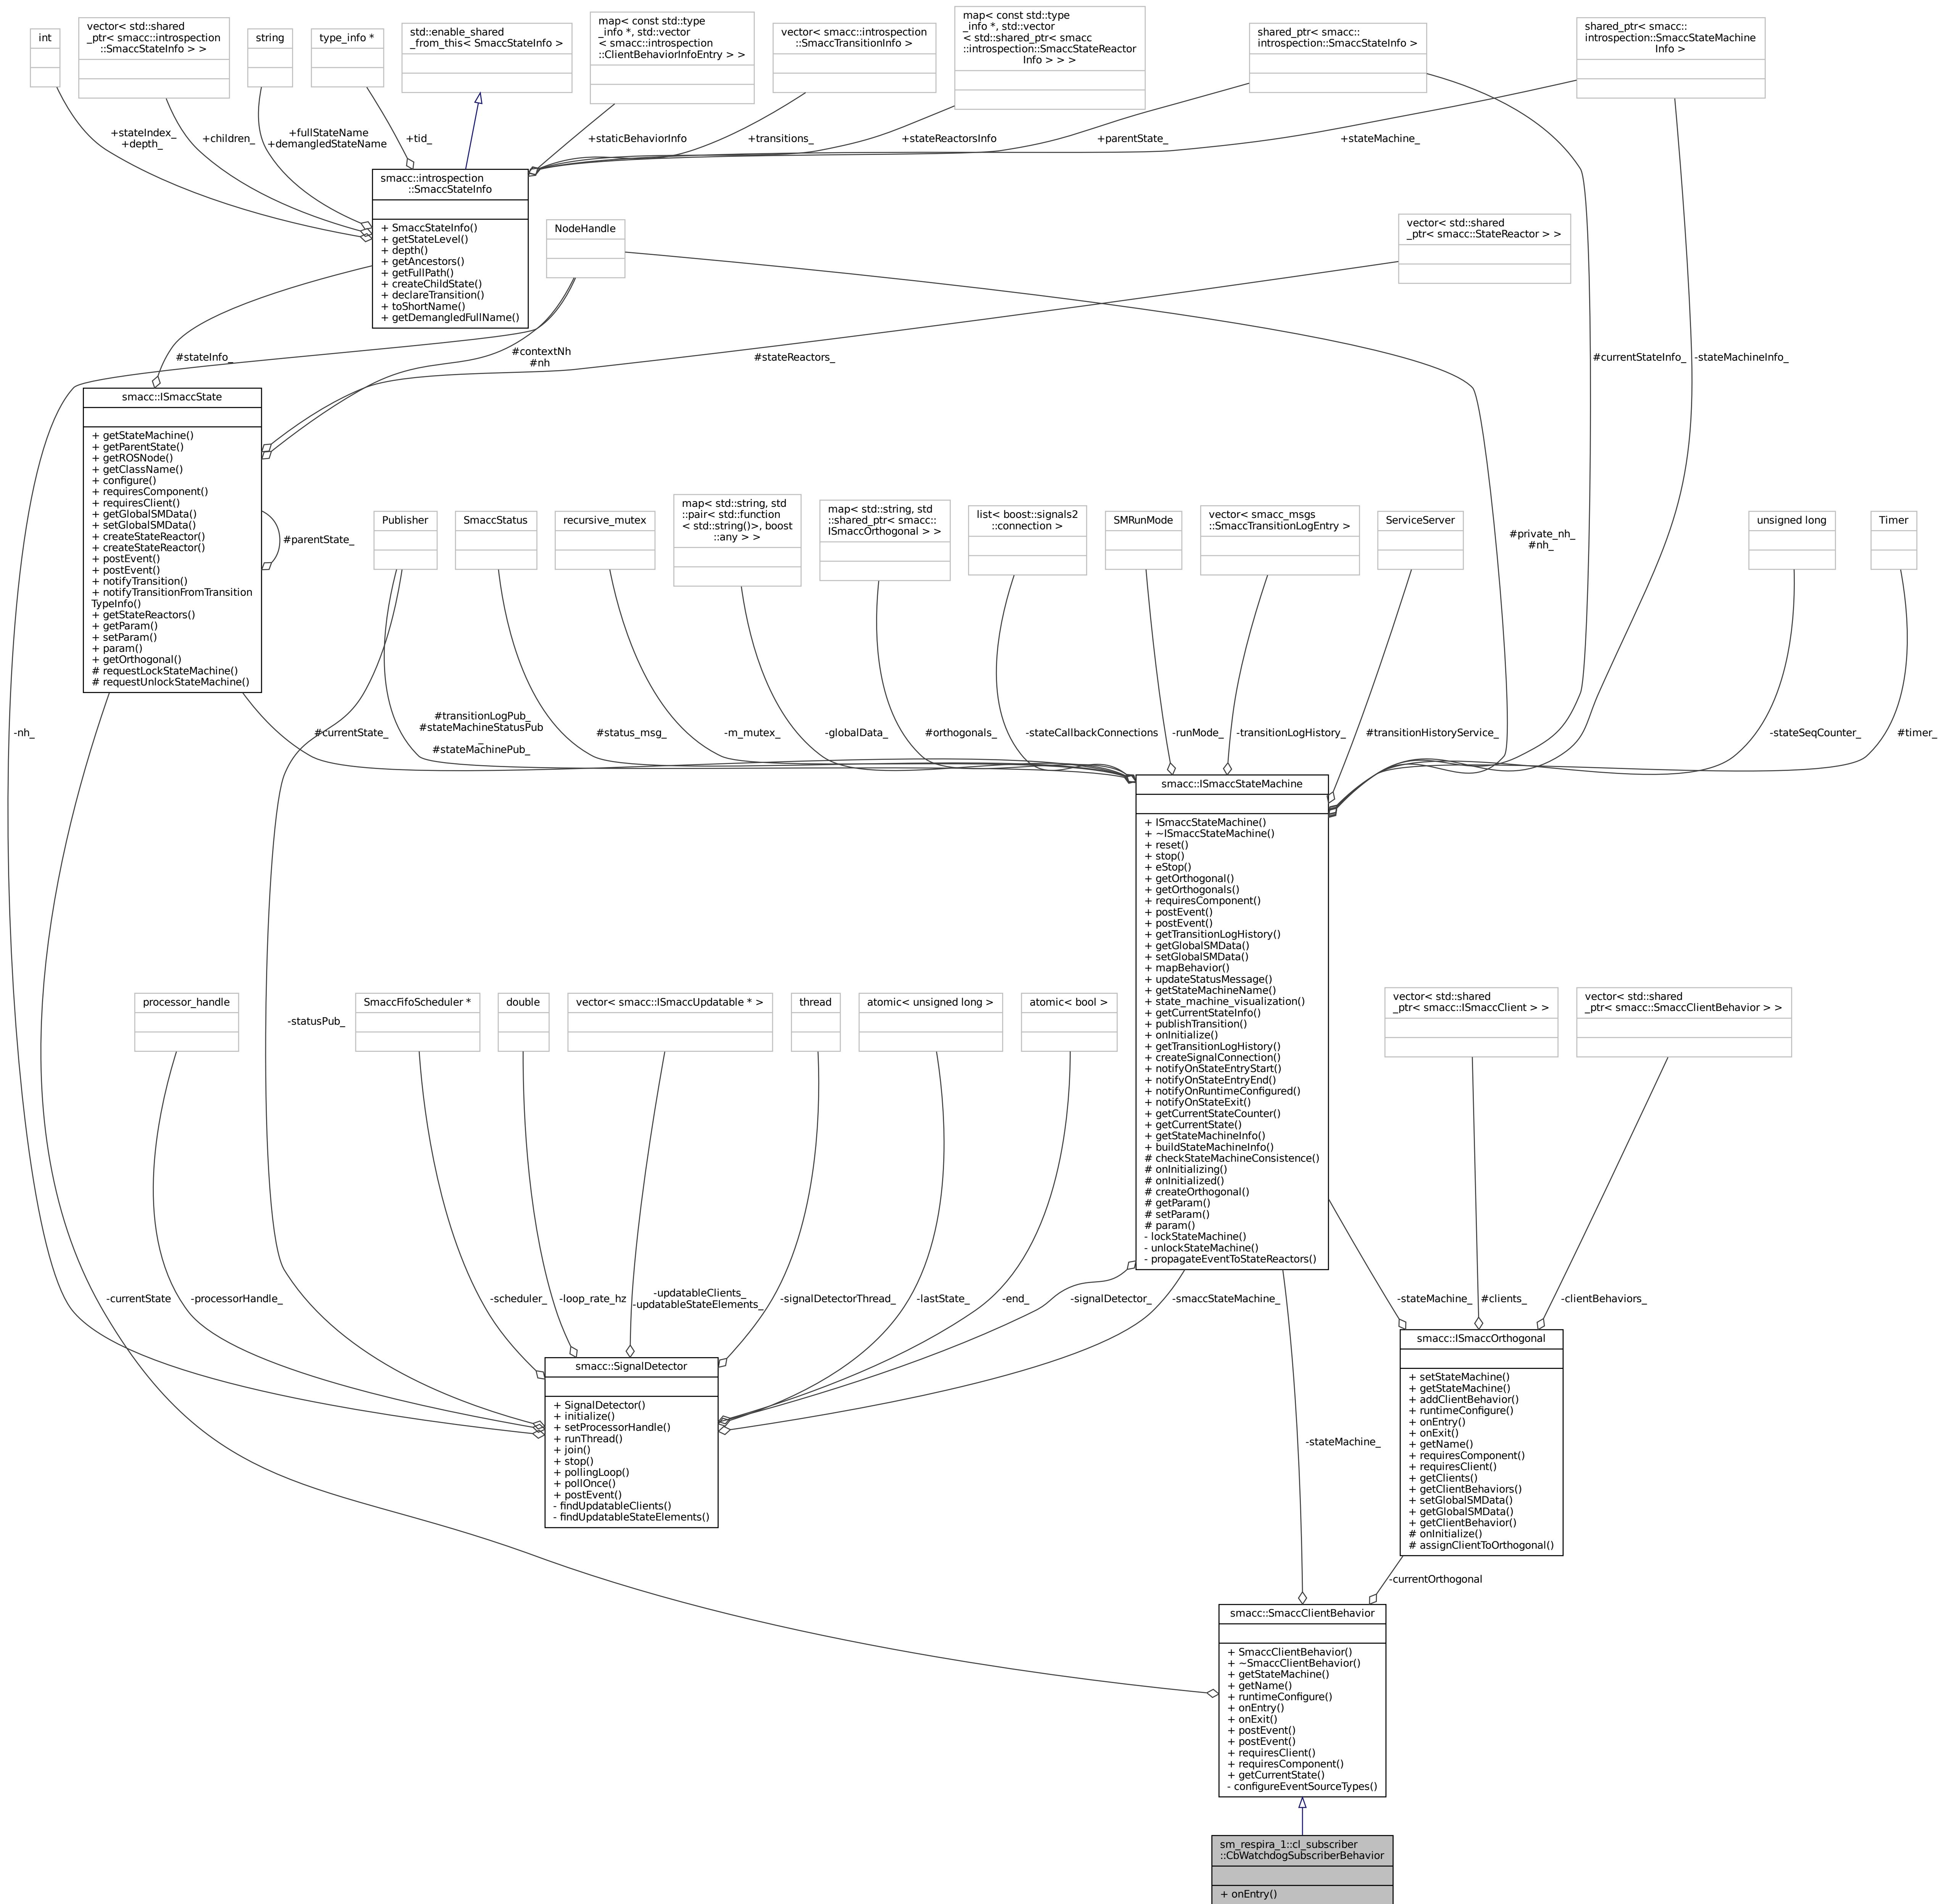 int
vector< std::shared
_ptr< smacc::introspection
::SmaccStateInfo > >
string
type_info *
std::enable_shared
_from_this< SmaccStateInfo >
map< const std::type
_info *, std::vector
< smacc::introspection
::ClientBehaviorInfoEntry > >
vector< smacc::introspection
::SmaccTransitionInfo >
map< const std::type
_info *, std::vector
< std::shared_ptr< smacc
::introspection::SmaccStateReactor
Info > > >
shared_ptr< smacc::
introspection::SmaccStateInfo >
shared_ptr< smacc::
introspection::SmaccStateMachine
Info >
+stateIndex_
+depth_
+children_
+fullStateName
+demangledStateName
+tid_
+staticBehaviorInfo
+transitions_
+stateReactorsInfo
+parentState_
+stateMachine_
smacc::introspection
::SmaccStateInfo
+ SmaccStateInfo()
+ getStateLevel()
+ depth()
+ getAncestors()
+ getFullPath()
+ createChildState()
+ declareTransition()
+ toShortName()
+ getDemangledFullName()
NodeHandle
vector< std::shared
_ptr< smacc::StateReactor > >
#stateInfo_
#contextNh
#nh
#stateReactors_
#currentStateInfo_
-stateMachineInfo_
smacc::ISmaccState
+ getStateMachine()
+ getParentState()
+ getROSNode()
+ getClassName()
+ configure()
+ requiresComponent()
+ requiresClient()
+ getGlobalSMData()
+ setGlobalSMData()
+ createStateReactor()
+ createStateReactor()
+ postEvent()
+ postEvent()
+ notifyTransition()
+ notifyTransitionFromTransition
TypeInfo()
+ getStateReactors()
+ getParam()
+ setParam()
+ param()
+ getOrthogonal()
# requestLockStateMachine()
# requestUnlockStateMachine()
#parentState_
Publisher
SmaccStatus
recursive_mutex
map< std::string, std
::pair< std::function
< std::string()>, boost
::any > >
map< std::string, std
::shared_ptr< smacc::
ISmaccOrthogonal > >
list< boost::signals2
::connection >
SMRunMode
vector< smacc_msgs
::SmaccTransitionLogEntry >
ServiceServer
#private_nh_
#nh_
unsigned long
Timer
-nh_
#currentState_
#transitionLogPub_
#stateMachineStatusPub
_
#stateMachinePub_
#status_msg_
-m_mutex_
-globalData_
#orthogonals_
-stateCallbackConnections
-runMode_
-transitionLogHistory_
#transitionHistoryService_
-stateSeqCounter_
#timer_
smacc::ISmaccStateMachine
+ ISmaccStateMachine()
+ ~ISmaccStateMachine()
+ reset()
+ stop()
+ eStop()
+ getOrthogonal()
+ getOrthogonals()
+ requiresComponent()
+ postEvent()
+ postEvent()
+ getTransitionLogHistory()
+ getGlobalSMData()
+ setGlobalSMData()
+ mapBehavior()
+ updateStatusMessage()
+ getStateMachineName()
+ state_machine_visualization()
+ getCurrentStateInfo()
+ publishTransition()
+ onInitialize()
+ getTransitionLogHistory()
+ createSignalConnection()
+ notifyOnStateEntryStart()
+ notifyOnStateEntryEnd()
+ notifyOnRuntimeConfigured()
+ notifyOnStateExit()
+ getCurrentStateCounter()
+ getCurrentState()
+ getStateMachineInfo()
+ buildStateMachineInfo()
# checkStateMachineConsistence()
# onInitializing()
# onInitialized()
# createOrthogonal()
# getParam()
# setParam()
# param()
- lockStateMachine()
- unlockStateMachine()
- propagateEventToStateReactors()
processor_handle
-statusPub_
SmaccFifoScheduler *
double
vector< smacc::ISmaccUpdatable * >
thread
atomic< unsigned long >
atomic< bool >
vector< std::shared
_ptr< smacc::ISmaccClient > >
vector< std::shared
_ptr< smacc::SmaccClientBehavior > >
-currentState
-processorHandle_
-scheduler_
-loop_rate_hz
-updatableClients_
-updatableStateElements_
-signalDetectorThread_
-lastState_
-end_
-signalDetector_
-smaccStateMachine_
-stateMachine_
#clients_
-clientBehaviors_
smacc::SignalDetector
+ SignalDetector()
+ initialize()
+ setProcessorHandle()
+ runThread()
+ join()
+ stop()
+ pollingLoop()
+ pollOnce()
+ postEvent()
- findUpdatableClients()
- findUpdatableStateElements()
-stateMachine_
smacc::ISmaccOrthogonal
+ setStateMachine()
+ getStateMachine()
+ addClientBehavior()
+ runtimeConfigure()
+ onEntry()
+ onExit()
+ getName()
+ requiresComponent()
+ requiresClient()
+ getClients()
+ getClientBehaviors()
+ setGlobalSMData()
+ getGlobalSMData()
+ getClientBehavior()
# onInitialize()
# assignClientToOrthogonal()
-currentOrthogonal
smacc::SmaccClientBehavior
+ SmaccClientBehavior()
+ ~SmaccClientBehavior()
+ getStateMachine()
+ getName()
+ runtimeConfigure()
+ onEntry()
+ onExit()
+ postEvent()
+ postEvent()
+ requiresClient()
+ requiresComponent()
+ getCurrentState()
- configureEventSourceTypes()
sm_respira_1::cl_subscriber
::CbWatchdogSubscriberBehavior
+ onEntry()